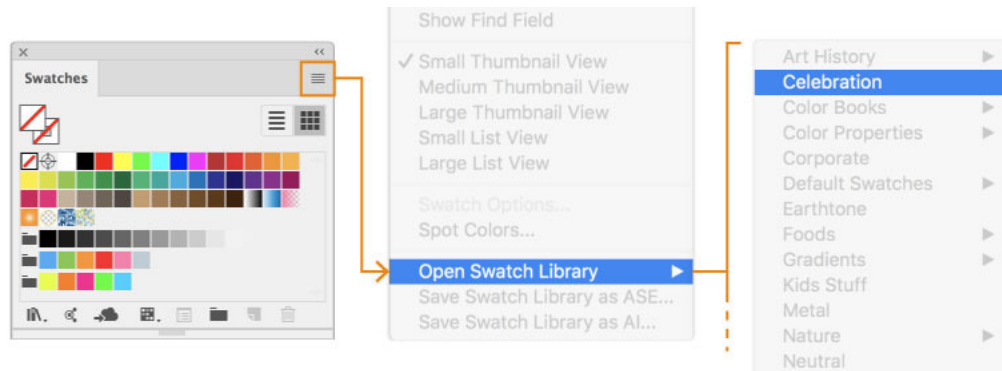 Swatches
Show Find Field
✓ Small Thumbnail View
Medium Thumbnail View
Large Thumbnail View
Small List View
Large List View
Swatch Options...
Spot Colors...
Open Swatch Library
Save Swatch Library as ASE...
Save Swatch Library as AI...
Art History
Celebration
Color Books
Color Properties
Corporate
Default Swatches
Earthtone
Foods
Gradients
Kids Stuff
Metal
Nature
Neutral